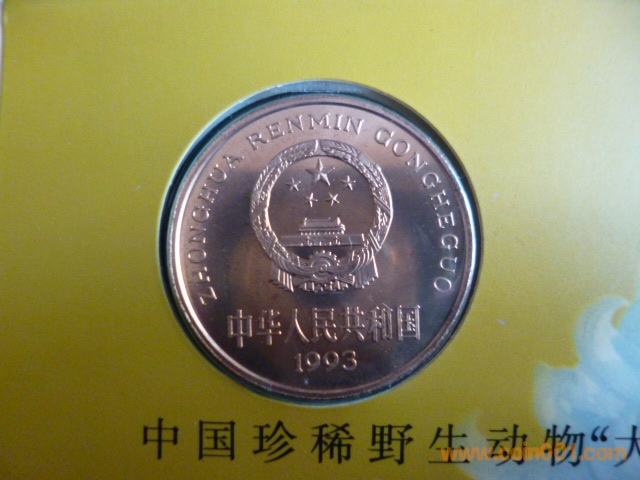 ZHONGHUA RENMIN GONGHEGUO
中华人民共和国
1993
中国珍稀野生动物“大
www.coin001.com